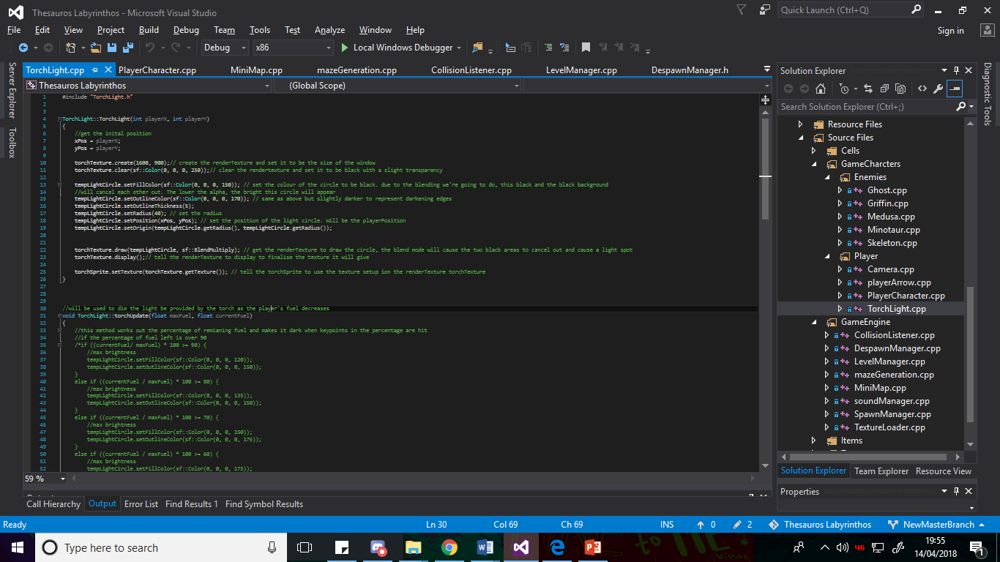 Thesauros Labyrinthos - Microsoft Visual Studio
Quick Launch (Ctrl+Q)
File Edit View Project Build Debug Team Tools Test Analyze Window Help
Sign in
Debug x86 Local Windows Debugger
Server Explorer
Toolbox
TorchLight.cpp PlayerCharacter.cpp MiniMap.cpp mazeGeneration.cpp CollisionListener.cpp LevelManager.cpp DespawnManager.h
Thesauros Labyrinthos (Global Scope)
1 #include "TorchLight.h"
2
3
4 TorchLight::TorchLight(int playerX, int playerY)
5 {
6 //get the inital position
7 xPos = playerX;
8 yPos = playerY;
9
10 torchTexture.create(1600, 900);// create the renderTexture and set it to be the size of the window
11 torchTexture.clear(sf::Color(0, 0, 0, 250));// clear the rendertexture and set it to be black with a slight transparancy
12
13 tempLightCircle.setFillColor(sf::Color(0, 0, 0, 150)); // set the colour of the circle to be black. due to the blending we're going to do, this black and the black background
14 //will cancel each other out. The lower the alpha, the bright this circle will appear
15 tempLightCircle.setOutlineColor(sf::Color(0, 0, 0, 170)); // same as above but slightly darker to represent darkening edges
16 tempLightCircle.setOutlineThickness(5);
17 tempLightCircle.setRadius(40); // set the radius
18 tempLightCircle.setPosition(xPos, yPos); // set the position of the light circle. Will be the playerPosition
19 tempLightCircle.setOrigin(tempLightCircle.getRadius(), tempLightCircle.getRadius());
20
21
22 torchTexture.draw(tempLightCircle, sf::BlendMultiply); // get the renderTexture to draw the circle, the blend mode will cause the two black areas to cancel out and cause a light spot
23 torchTexture.display();// tell the renderTexture to display to finalise the texture it will give
24
25 torchSprite.setTexture(torchTexture.getTexture()); // tell the torchSprite to use the texture setup ion the renderTexture torchTexture
26 }
27
28
29
30 //will be used to dim the light be provided by the torch as the player's fuel decreases
31 void TorchLight::torchUpdate(float maxFuel, float currentFuel)
32 {
33 //this method works out the percentage of remianing fuel and makes it dark when keypoints in the percentage are hit
34 //if the percentage of fuel left is over 90
35 /*if ((currentFuel/ maxFuel) * 100 >= 90) {
36 //max brightness
37 tempLightCircle.setFillColor(sf::Color(0, 0, 0, 120));
38 tempLightCircle.setOutlineColor(sf::Color(0, 0, 0, 150));
39 }
40 else if ((currentFuel / maxFuel) * 100 >= 80) {
41 //max brightness
42 tempLightCircle.setFillColor(sf::Color(0, 0, 0, 135));
43 tempLightCircle.setOutlineColor(sf::Color(0, 0, 0, 150));
44 }
45 else if ((currentFuel / maxFuel) * 100 >= 70) {
46 //max brightness
47 tempLightCircle.setFillColor(sf::Color(0, 0, 0, 150));
48 tempLightCircle.setOutlineColor(sf::Color(0, 0, 0, 175));
49 }
50 else if ((currentFuel / maxFuel) * 100 >= 60) {
51 //max brightness
52 tempLightCircle.setFillColor(sf::Color(0, 0, 0, 175));
59 %
Call Hierarchy Output Error List Find Results 1 Find Symbol Results
Solution Explorer
Search Solution Explorer (Ctrl+;)
Resource Files
Source Files
Cells
GameCharcters
Enemies
Ghost.cpp
Griffin.cpp
Medusa.cpp
Minotaur.cpp
Skeleton.cpp
Player
Camera.cpp
playerArrow.cpp
PlayerCharacter.cpp
TorchLight.cpp
GameEngine
CollisionListener.cpp
DespawnManager.cpp
LevelManager.cpp
mazeGeneration.cpp
MiniMap.cpp
soundManager.cpp
SpawnManager.cpp
TextureLoader.cpp
Items
Solution Explorer Team Explorer Resource View
Properties
Diagnostic Tools
Ready Ln 30 Col 69 Ch 69 INS 0 2 Thesauros Labyrinthos NewMasterBranch
Type here to search
19:55
14/04/2018